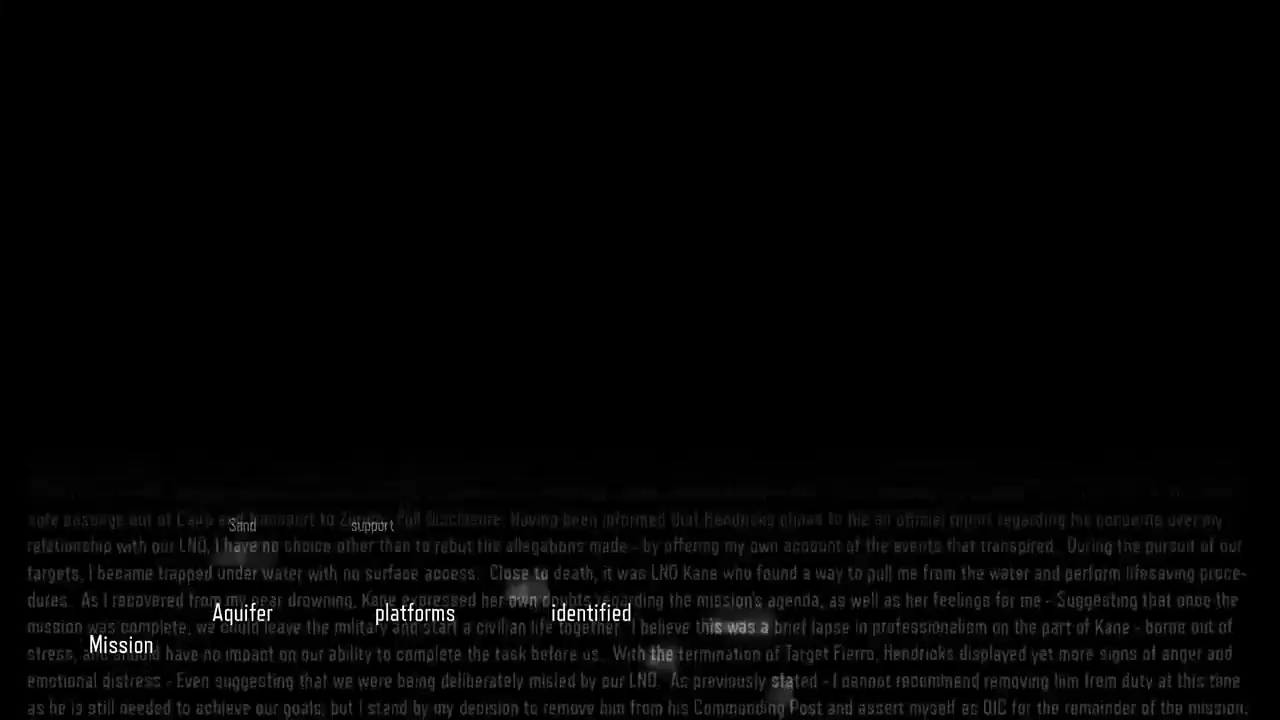 safe passage out of Cairo and transport to Zurich. Full Disclosure: Having been informed that Hendricks plans to file an official report regarding his concerns over my
Sand support
relationship with our LNO, I have no choice other than to rebut the allegations made - by offering my own account of the events that transpired. During the pursuit of our
targets, I became trapped under water with no surface access. Close to death, it was LNO Kane who found a way to pull me from the water and perform lifesaving proce-
dures. As I recovered from my near drowning, Kane expressed her own doubts regarding the mission's agenda, as well as her feelings for me - Suggesting that once the
Aquifer platforms identified
mission was complete, we could leave the military and start a civilian life together. I believe this was a brief lapse in professionalism on the part of Kane - borne out of
Mission
stress, and should have no impact on our ability to complete the task before us. With the termination of Target Fierro, Hendricks displayed yet more signs of anger and
emotional distress - Even suggesting that we were being deliberately misled by our LNO. As previously stated - I cannot recommend removing him from duty at this time
as he is still needed to achieve our goals, but I stand by my decision to remove him from his Commanding Post and assert myself as OIC for the remainder of the mission.